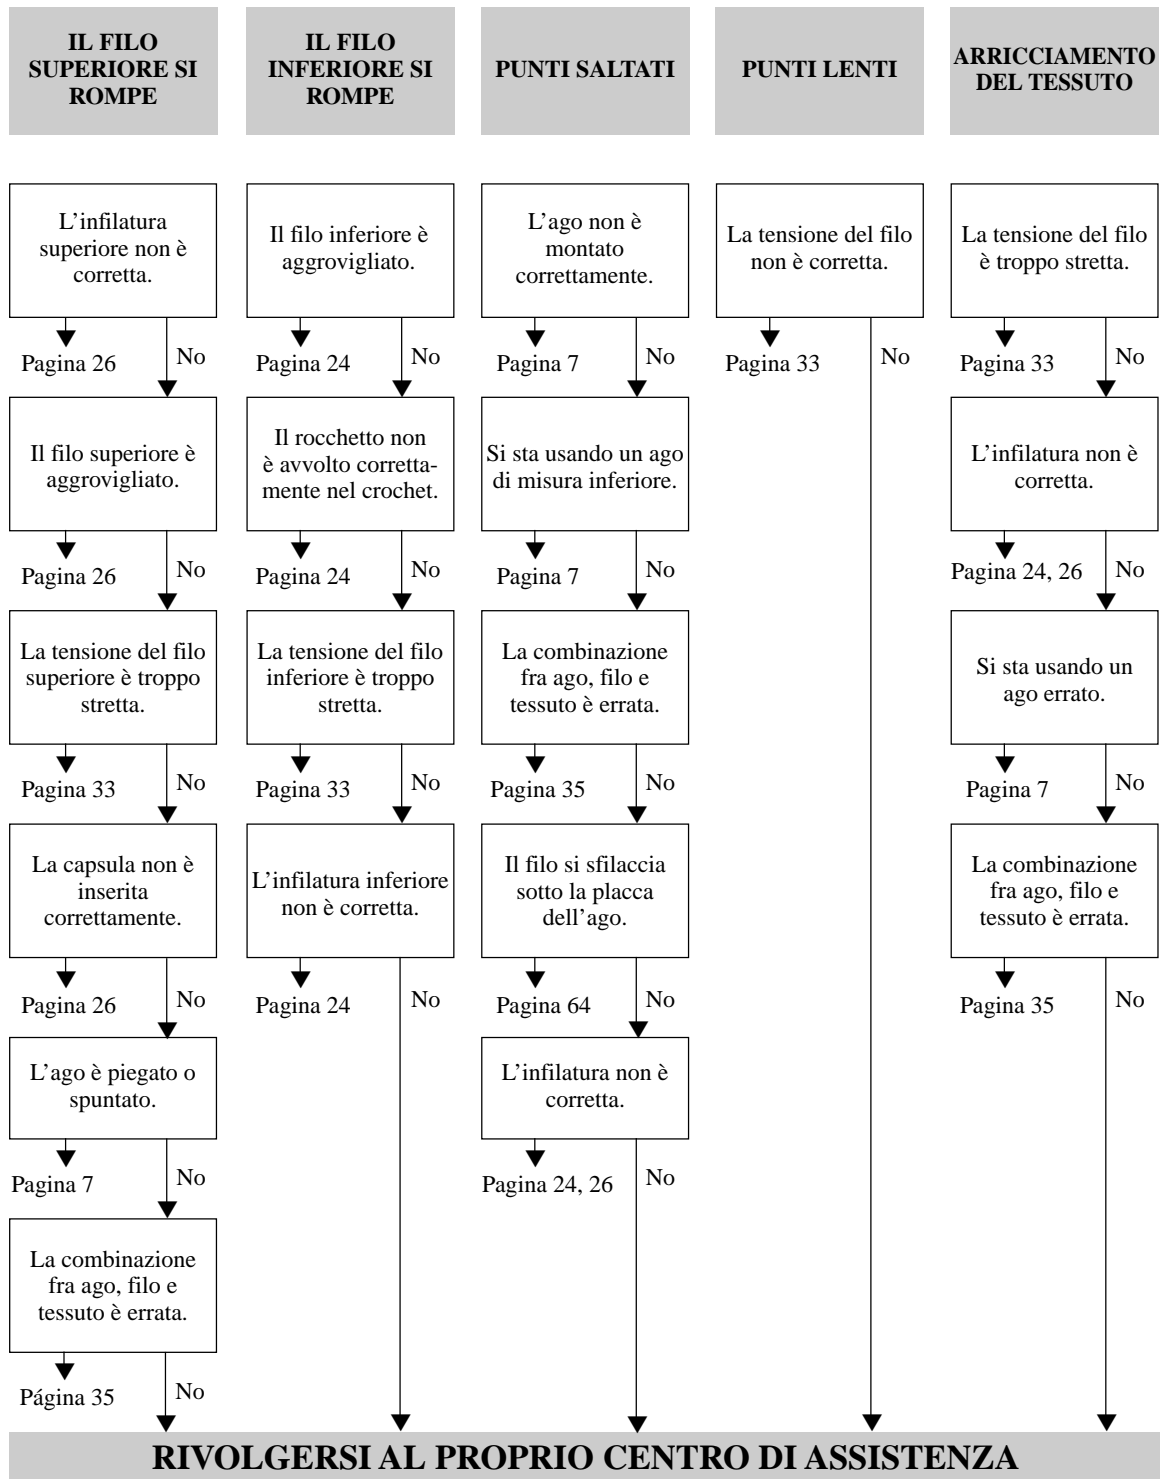 IL FILO
SUPERIORE SI
ROMPE
IL FILO
INFERIORE SI
ROMPE
PUNTI SALTATI
PUNTI LENTI
ARRICCIAMENTO
DEL TESSUTO
L'infilatura
superiore non è
corretta.
Pagina 26
No
Il filo superiore è
aggrovigliato.
Pagina 26
No
La tensione del filo
superiore è troppo
stretta.
Pagina 33
No
La capsula non è
inserita
correttamente.
Pagina 26
No
L'ago è piegato o
spuntato.
Pagina 7
No
La combinazione
fra ago, filo e
tessuto è errata.
Página 35
No
Il filo inferiore è
aggrovigliato.
Pagina 24
No
Il rocchetto non
è avvolto corretta-
mente nel crochet.
Pagina 24
No
La tensione del filo
inferiore è troppo
stretta.
Pagina 33
No
L'infilatura inferiore
non è corretta.
Pagina 24
No
L'ago non è
montato
correttamente.
Pagina 7
No
Si sta usando un ago
di misura inferiore.
Pagina 7
No
La combinazione
fra ago, filo e
tessuto è errata.
Pagina 35
No
Il filo si sfilaccia
sotto la placca
dell'ago.
Pagina 64
No
L'infilatura non è
corretta.
Pagina 24, 26
No
La tensione del filo
non è corretta.
Pagina 33
No
La tensione del filo
è troppo stretta.
Pagina 33
No
L'infilatura non è
corretta.
Pagina 24, 26
No
Si sta usando un
ago errato.
Pagina 7
No
La combinazione
fra ago, filo e
tessuto è errata.
Pagina 35
No
RIVOLGERSI AL PROPRIO CENTRO DI ASSISTENZA